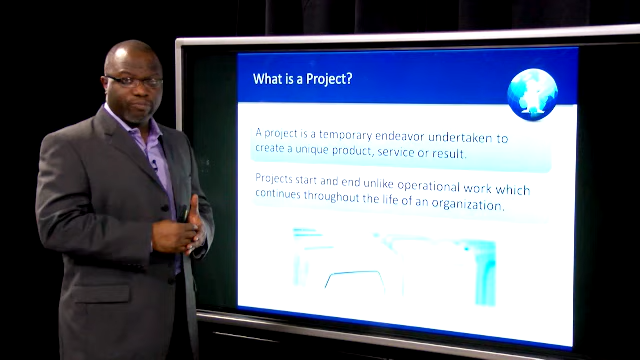 What is a Project?
A project is a temporary endeavor undertaken to
create a unique product, service or result.
Projects start and end unlike operational work which
continues throughout the life of an organization.